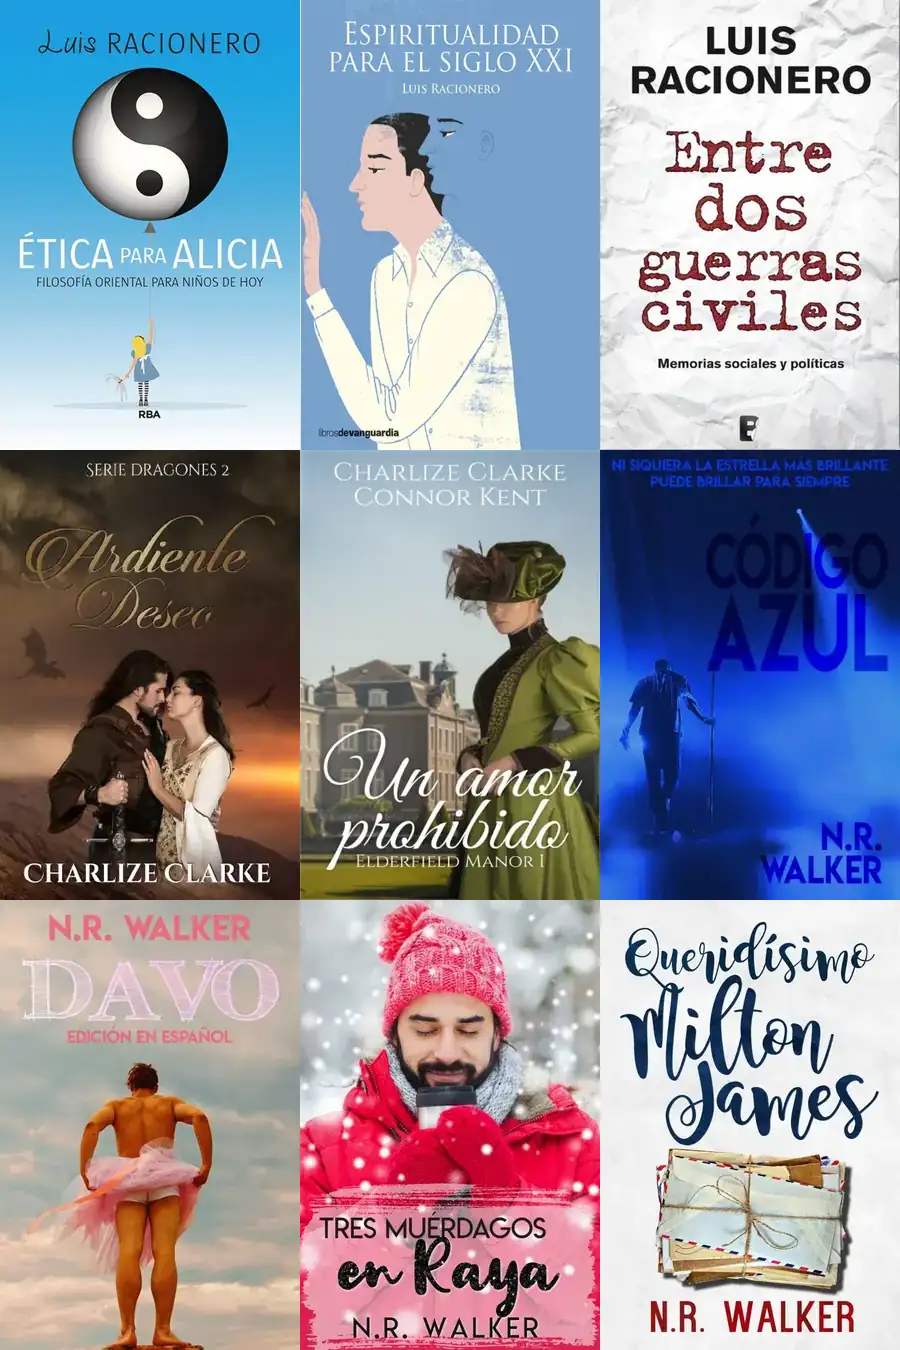 Luis RACIONERO
ÉTICA PARA ALICIA
FILOSOFÍA ORIENTAL PARA NIÑOS DE HOY
RBA
ESPIRITUALIDAD
PARA EL SIGLO XXI
LUIS RACIONERO
librosdevanguardia
LUIS
RACIONERO
Entre
dos
guerras
civiles
Memorias sociales y políticas
B
SERIE DRAGONES 2
Ardiente
Deseo
CHARLIZE CLARKE
CHARLIZE CLARKE
CONNOR KENT
Un amor
prohibido
ELDERFIELD MANOR I
NI SIQUIERA LA ESTRELLA MÁS BRILLANTE
PUEDE BRILLAR PARA SIEMPRE
CÓDIGO
AZUL
N.R.
WALKER
N.R. WALKER
DAVO
EDICIÓN EN ESPAÑOL
TRES MUÉRDAGOS
en Raya
N.R. WALKER
Queridísimo
Milton
James
N.R. WALKER